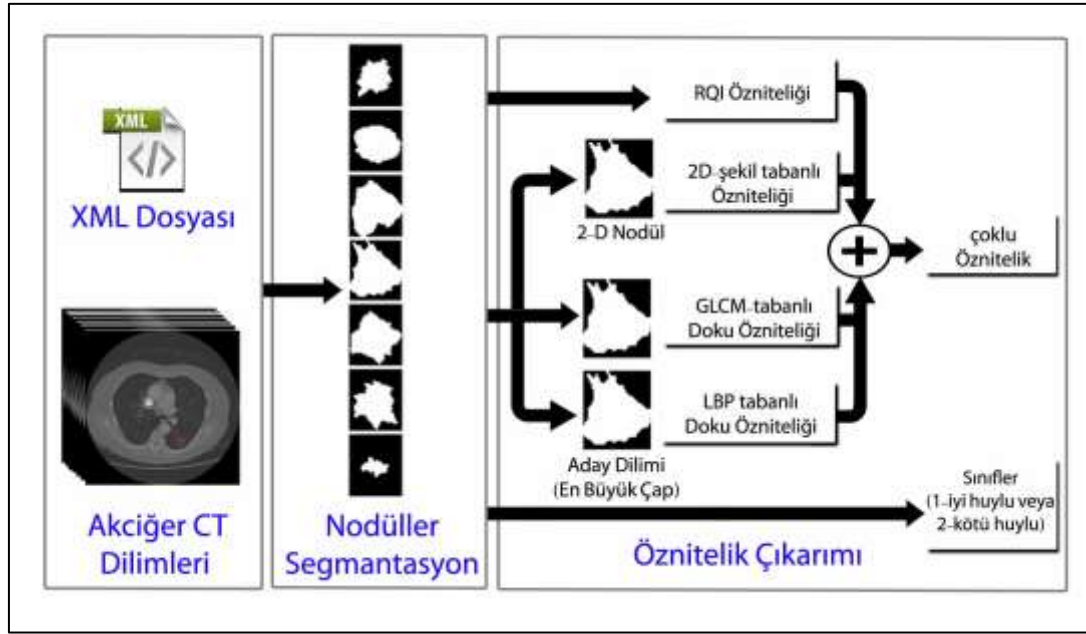 XML
</>
XML Dosyası
Akciğer CT
Dilimleri
Nodüller
Segmantasyon
RQI Özniteliği
2-D Nodül
2D-şekil tabanlı
Özniteliği
GLCM-tabanlı
Doku Özniteliği
LBP tabanlı
Doku Özniteliği
Aday Dilimi
(En Büyük Çap)
+
çoklu
Öznitelik
Sınıfler
(1-iyi huylu veya
2-kötü huylu)
Öznitelik Çıkarımı